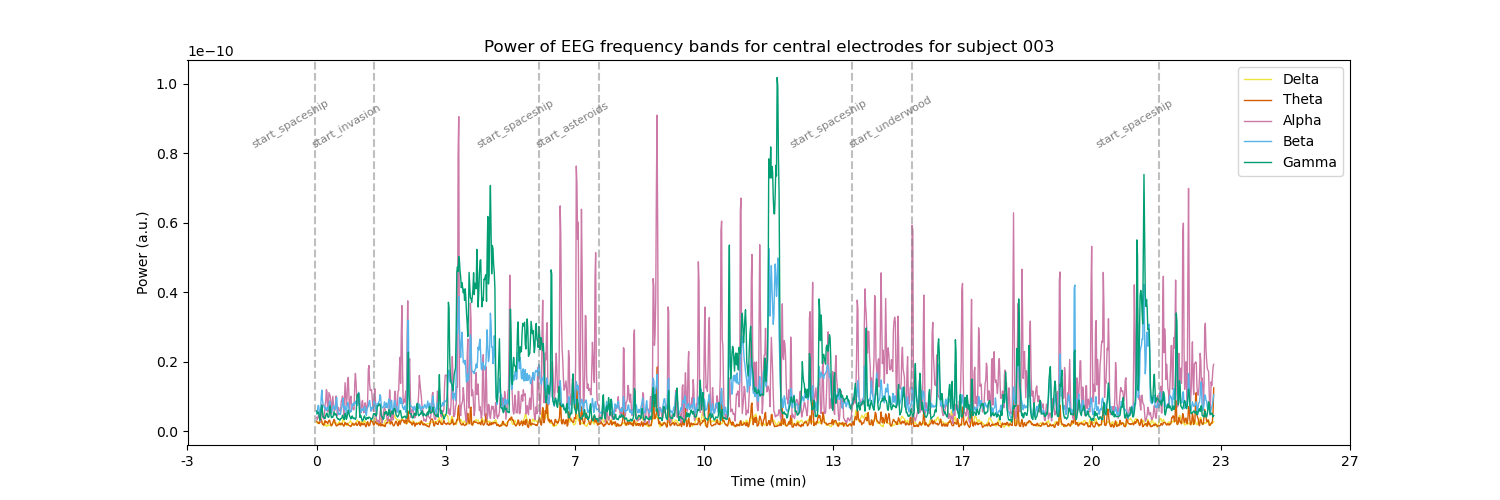 Power of EEG frequency bands for central electrodes for subject 003
1e−10
Power (a.u.)
1.0
0.8
0.6
0.4
0.2
0.0
start_spaceship
start_invasion
start_spaceship
start_asteroids
start_spaceship
start_underwood
start_spaceship
Delta
Theta
Alpha
Beta
Gamma
-3 0 3 7 10 13 17 20 23 27
Time (min)